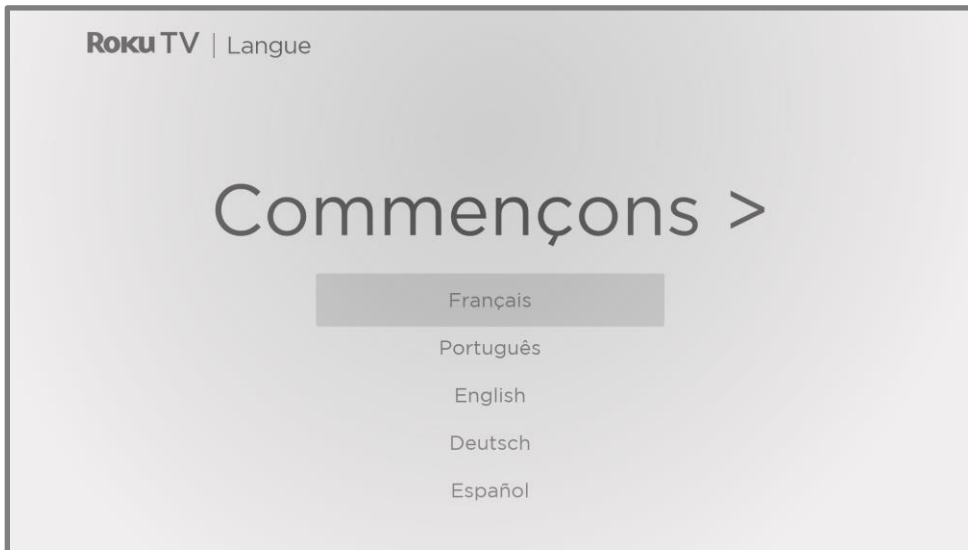 Roku TV | Langue
Commençons >
Français
Português
English
Deutsch
Español